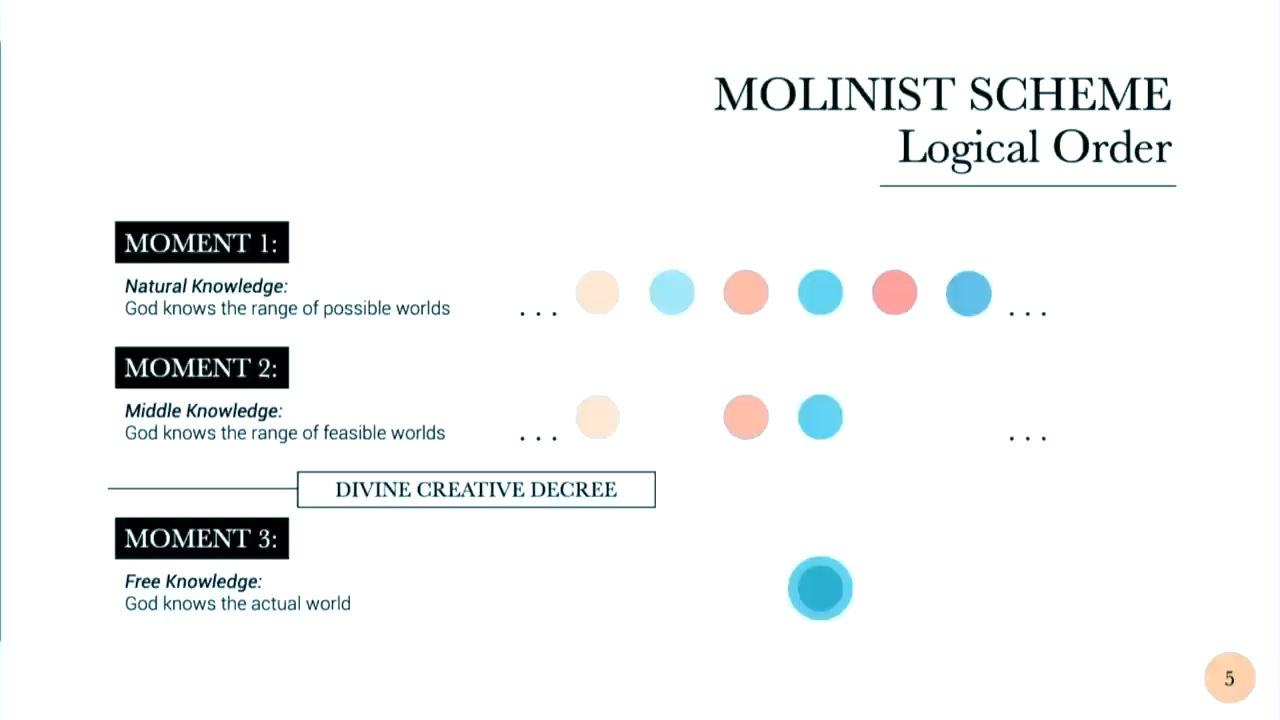 MOLINIST SCHEME
Logical Order
MOMENT 1:
Natural Knowledge:
God knows the range of possible worlds
. . .
. . .
MOMENT 2:
Middle Knowledge:
God knows the range of feasible worlds
. . .
. . .
DIVINE CREATIVE DECREE
MOMENT 3:
Free Knowledge:
God knows the actual world
5